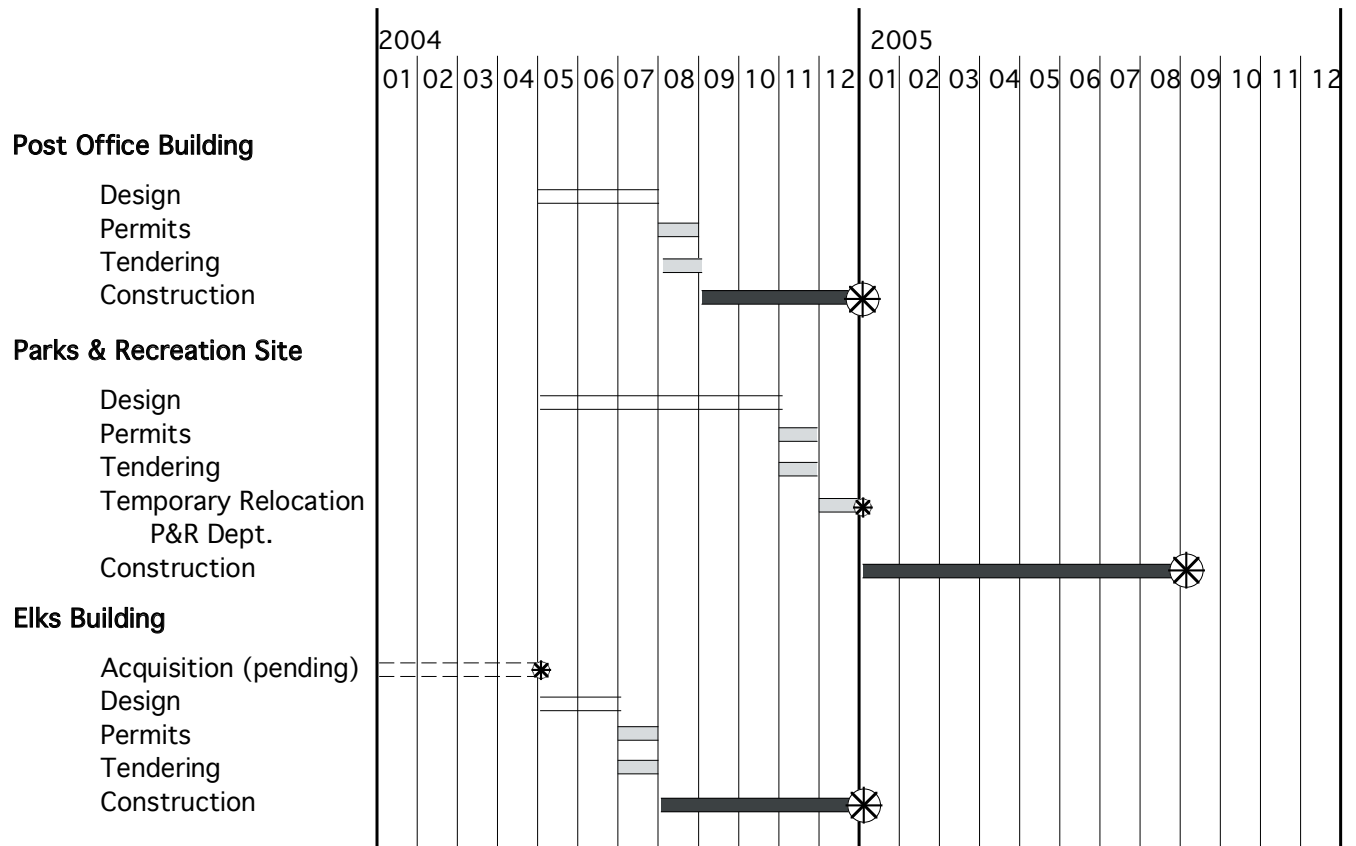 2004 2005
01 02 03 04 05 06 07 08 09 10 11 12 01 02 03 04 05 06 07 08 09 10 11 12
Post Office Building
Design
Permits
Tendering
Construction
Parks & Recreation Site
Design
Permits
Tendering
Temporary Relocation
P&R Dept.
Construction
Elks Building
Acquisition (pending)
Design
Permits
Tendering
Construction